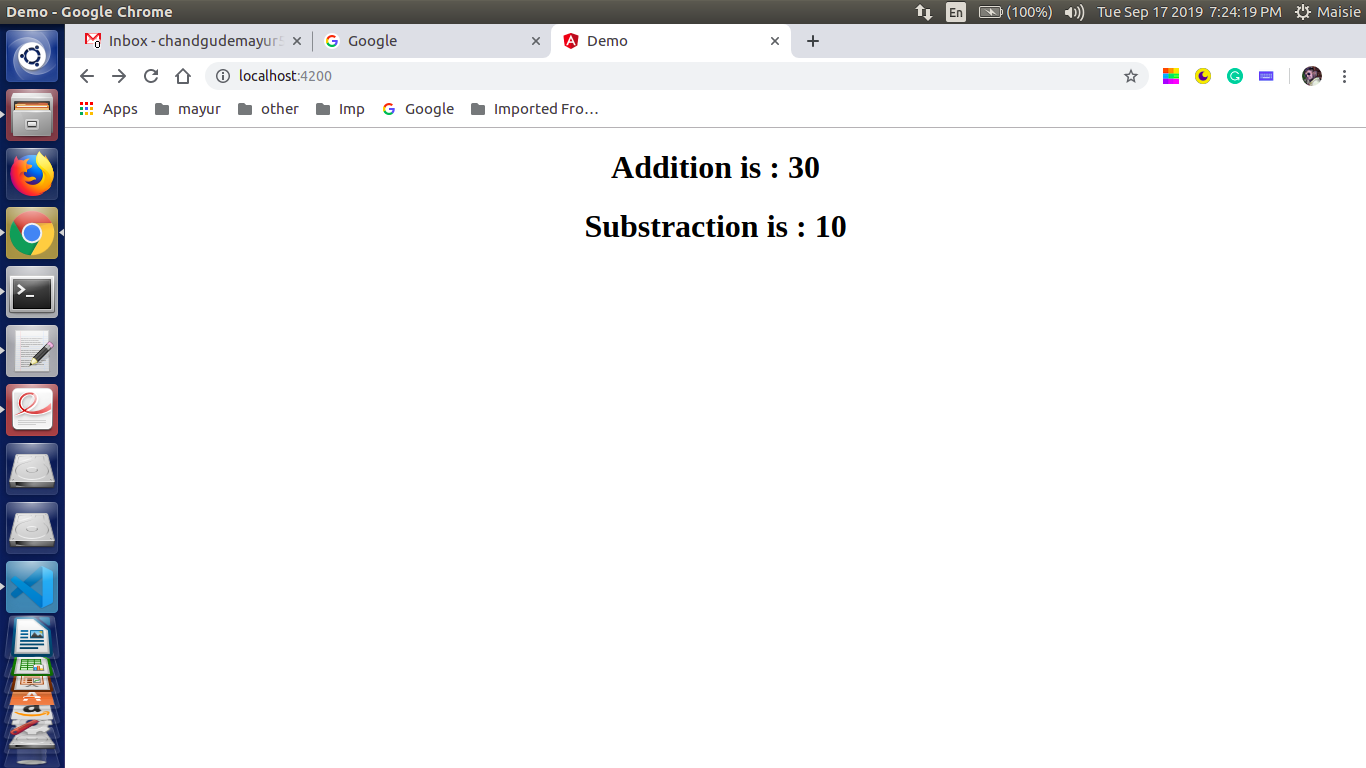 Demo - Google Chrome
En
(100%)
Tue Sep 17 2019 7:24:19 PM
Maisie
Inbox - chandgudemayur
Google
Demo
localhost:4200
Apps
mayur
other
Imp
Google
Imported Fro…
Addition is : 30
Substraction is : 10